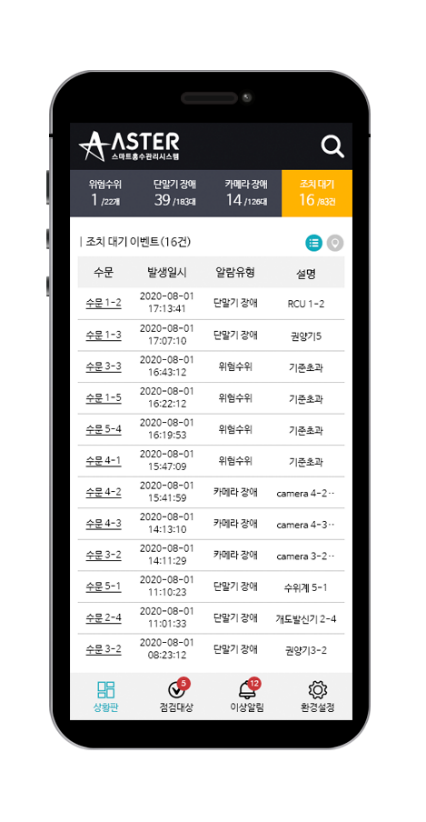 ASTER
스마트홍수관리시스템
위험수위 단말기 장애 카메라 장애 조치 대기
1 /22개 39 /183대 14 /126대 16 /83건
조치 대기 이벤트(16건)
수문 발생일시 알람유형 설명
수문 1-2 2020-08-01 17:13:41 단말기 장애 RCU 1-2
수문 1-3 2020-08-01 17:07:10 단말기 장애 권양기5
수문 3-3 2020-08-01 16:43:12 위험수위 기준초과
수문 1-5 2020-08-01 16:22:12 위험수위 기준초과
수문 5-4 2020-08-01 16:19:53 위험수위 기준초과
수문 4-1 2020-08-01 15:47:09 위험수위 기준초과
수문 4-2 2020-08-01 15:41:59 카메라 장애 camera 4-2··
수문 4-3 2020-08-01 14:13:10 카메라 장애 camera 4-3··
수문 3-2 2020-08-01 14:11:29 카메라 장애 camera 3-2··
수문 5-1 2020-08-01 11:10:23 단말기 장애 수위계 5-1
수문 2-4 2020-08-01 11:01:33 단말기 장애 개도발신기 2-4
수문 3-2 2020-08-01 08:23:12 단말기 장애 권양기3-2
5 12
상황판 점검대상 이상알림 환경설정